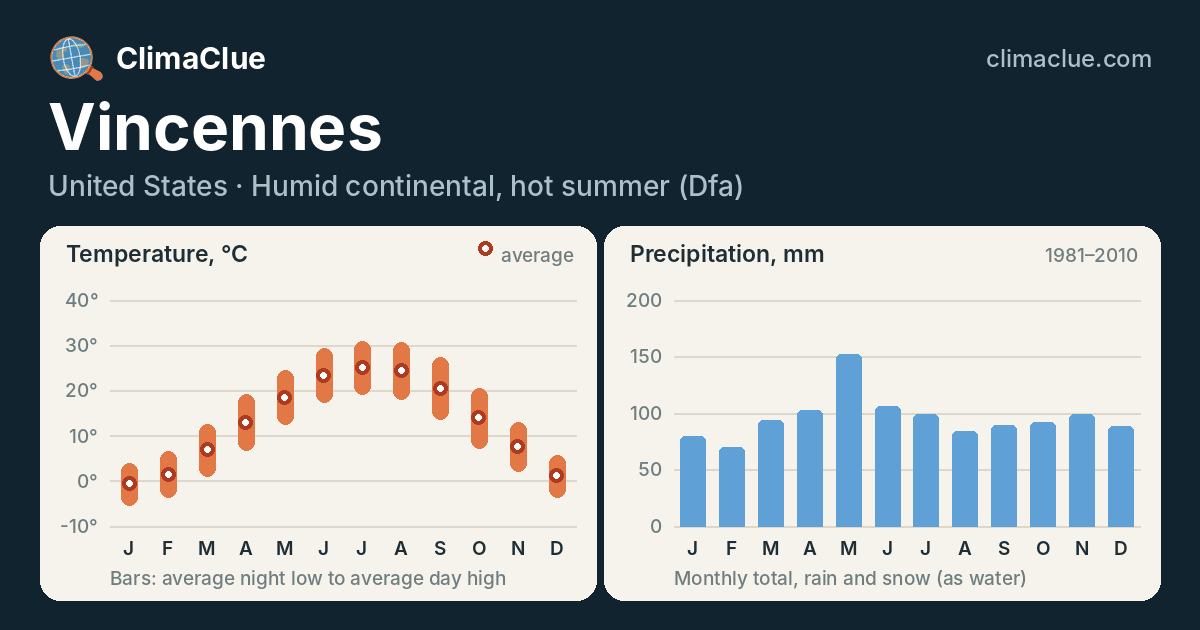 ClimaClue
climaclue.com
Vincennes
United States · Humid continental, hot summer (Dfa)
Temperature, °C
average
40°
30°
20°
10°
0°
-10°
J F M A M J J A S O N D
Bars: average night low to average day high
Precipitation, mm
1981–2010
200
150
100
50
0
J F M A M J J A S O N D
Monthly total, rain and snow (as water)